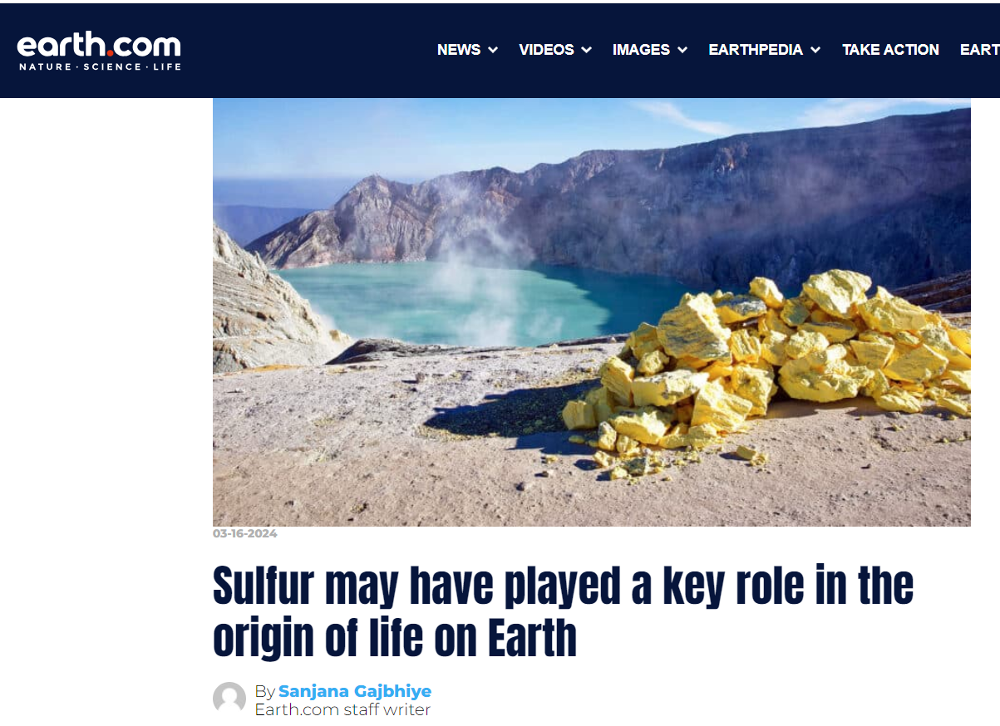 earth.com
NATURE · SCIENCE · LIFE
NEWS VIDEOS IMAGES EARTHPEDIA TAKE ACTION EART
03-16-2024
Sulfur may have played a key role in the
origin of life on Earth
By Sanjana Gajbhiye
Earth.com staff writer